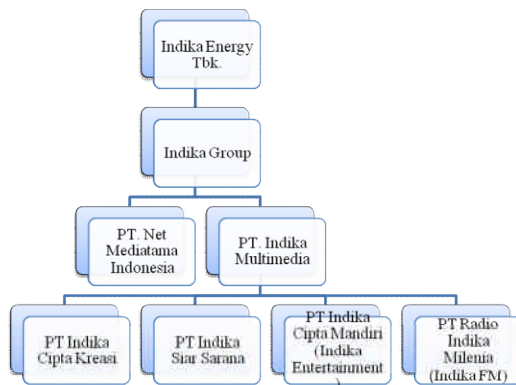 Indika Energy
Tbk.
Indika Group
PT. Net
Mediatama
Indonesia
PT. Indika
Multimedia
PT Indika
Cipta Kreasi
PT Indika
Siar Sarana
PT Indika
Cipta Mandiri
(Indika
Entertainment
)
PT Radio
Indika
Milenia
(Indika FM)